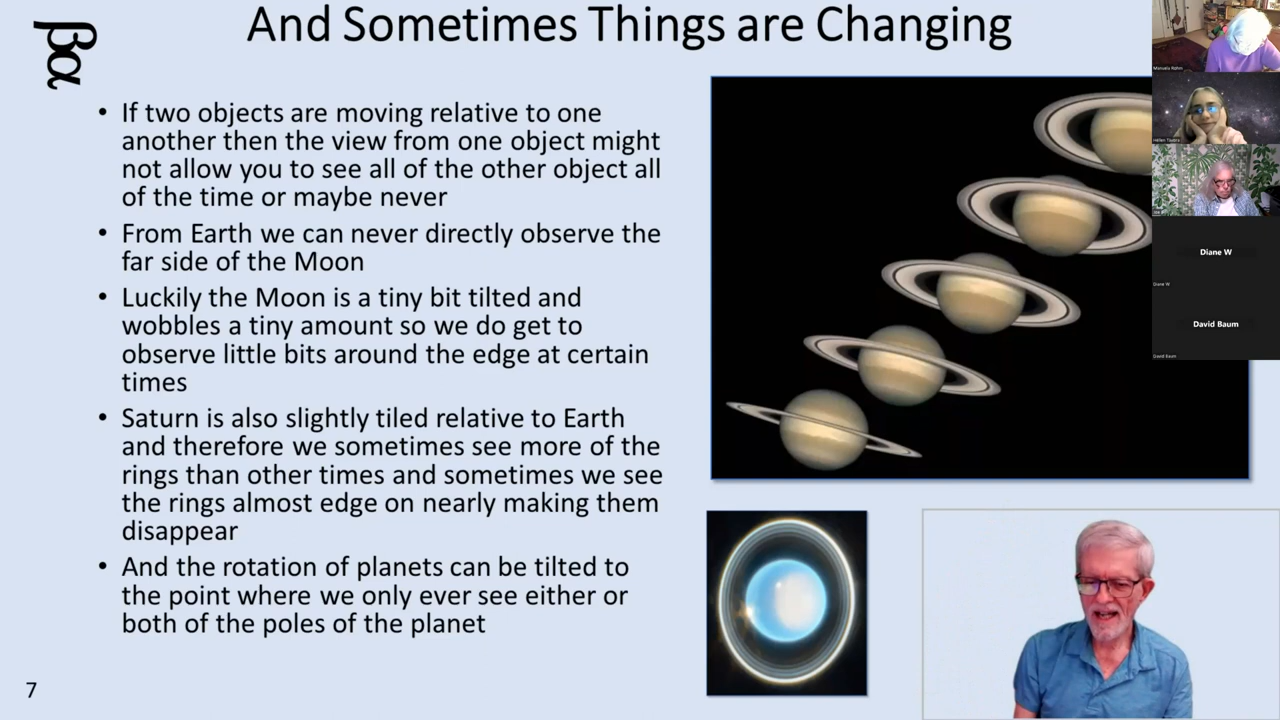 And Sometimes Things are Changing
βα
• If two objects are moving relative to one
another then the view from one object might
not allow you to see all of the other object all
of the time or maybe never
• From Earth we can never directly observe the
far side of the Moon
• Luckily the Moon is a tiny bit tilted and
wobbles a tiny amount so we do get to
observe little bits around the edge at certain
times
• Saturn is also slightly tiled relative to Earth
and therefore we sometimes see more of the
rings than other times and sometimes we see
the rings almost edge on nearly making them
disappear
• And the rotation of planets can be tilted to
the point where we only ever see either or
both of the poles of the planet
7
Diane W
Diane W
David Baum
David Baum